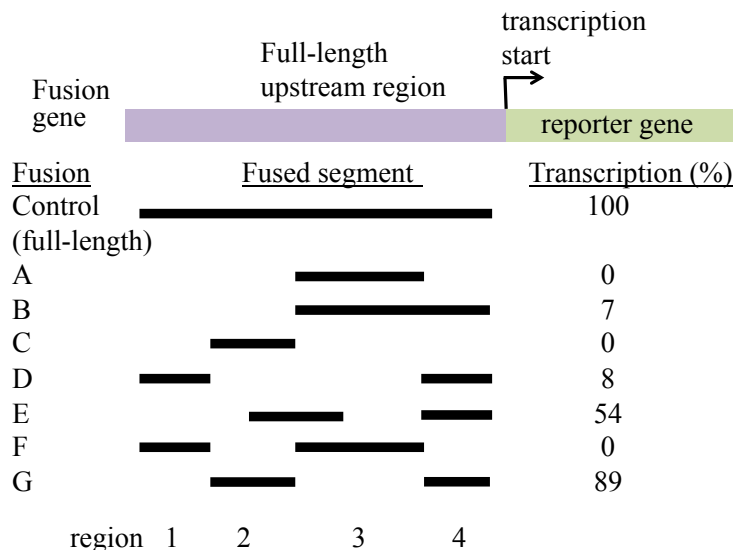 transcription
start
Full-length
upstream region
Fusion
gene
reporter gene
Fusion Fused segment Transcription (%)
Control 100
(full-length)
A 0
B 7
C 0
D 8
E 54
F 0
G 89
region 1 2 3 4